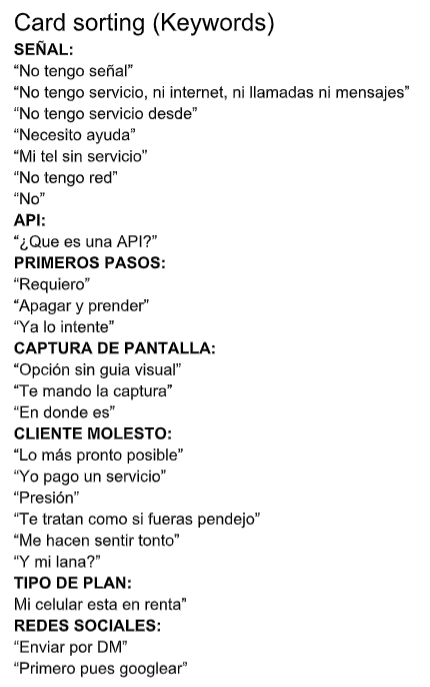 Card sorting (Keywords)
SEÑAL:
“No tengo señal”
“No tengo servicio, ni internet, ni llamadas ni mensajes”
“No tengo servicio desde”
“Necesito ayuda”
“Mi tel sin servicio”
“No tengo red”
“No”
API:
“¿Que es una API?”
PRIMEROS PASOS:
“Requiero”
“Apagar y prender”
“Ya lo intente”
CAPTURA DE PANTALLA:
“Opción sin guia visual”
“Te mando la captura”
“En donde es”
CLIENTE MOLESTO:
“Lo más pronto posible”
“Yo pago un servicio”
“Presión”
“Te tratan como si fueras pendejo”
“Me hacen sentir tonto”
“Y mi lana?”
TIPO DE PLAN:
Mi celular esta en renta”
REDES SOCIALES:
“Enviar por DM”
“Primero pues googlear”